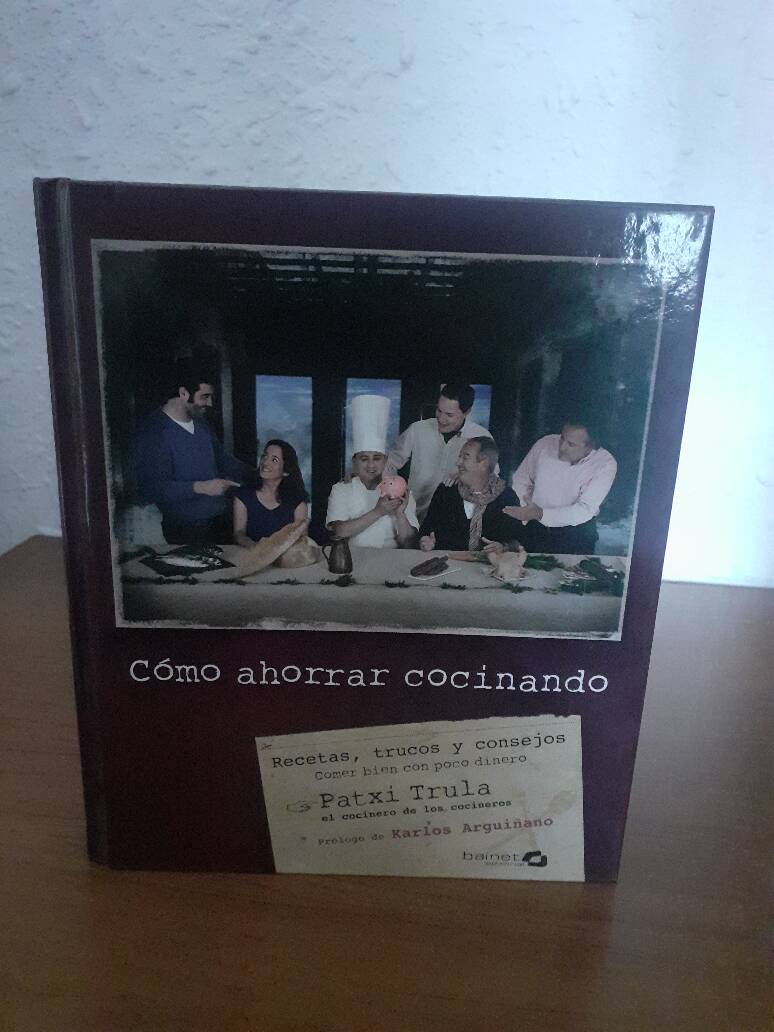 Cómo ahorrar cocinando
Recetas, trucos y consejos
Comer bien con poco dinero
Patxi Trula
el cocinero de los cocineros
Prólogo de Karlos Arguiñano
bainet